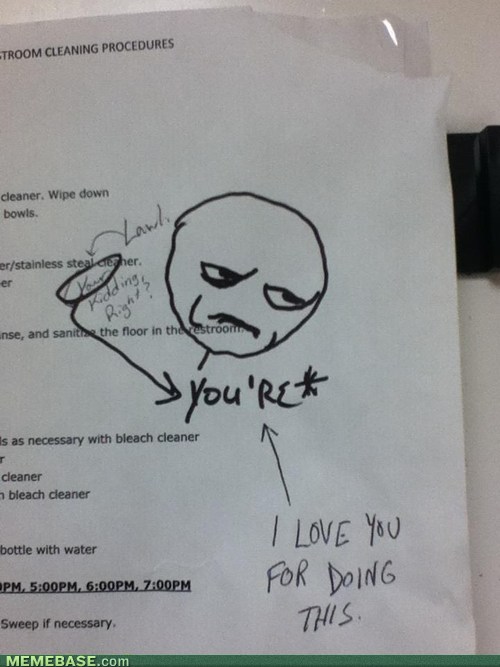 STROOM CLEANING PROCEDURES
cleaner. Wipe down
bowls.
Lawl.
er/stainless steal cleaner.
er
Your
Kidding,
Right?
inse, and sanitize the floor in the restroom.
YOU'RE*
ls as necessary with bleach cleaner
r
cleaner
n bleach cleaner
I LOVE YOU
FOR DOING
THIS.
bottle with water
0PM, 5:00PM, 6:00PM, 7:00PM
Sweep if necessary.
MEMEBASE.com